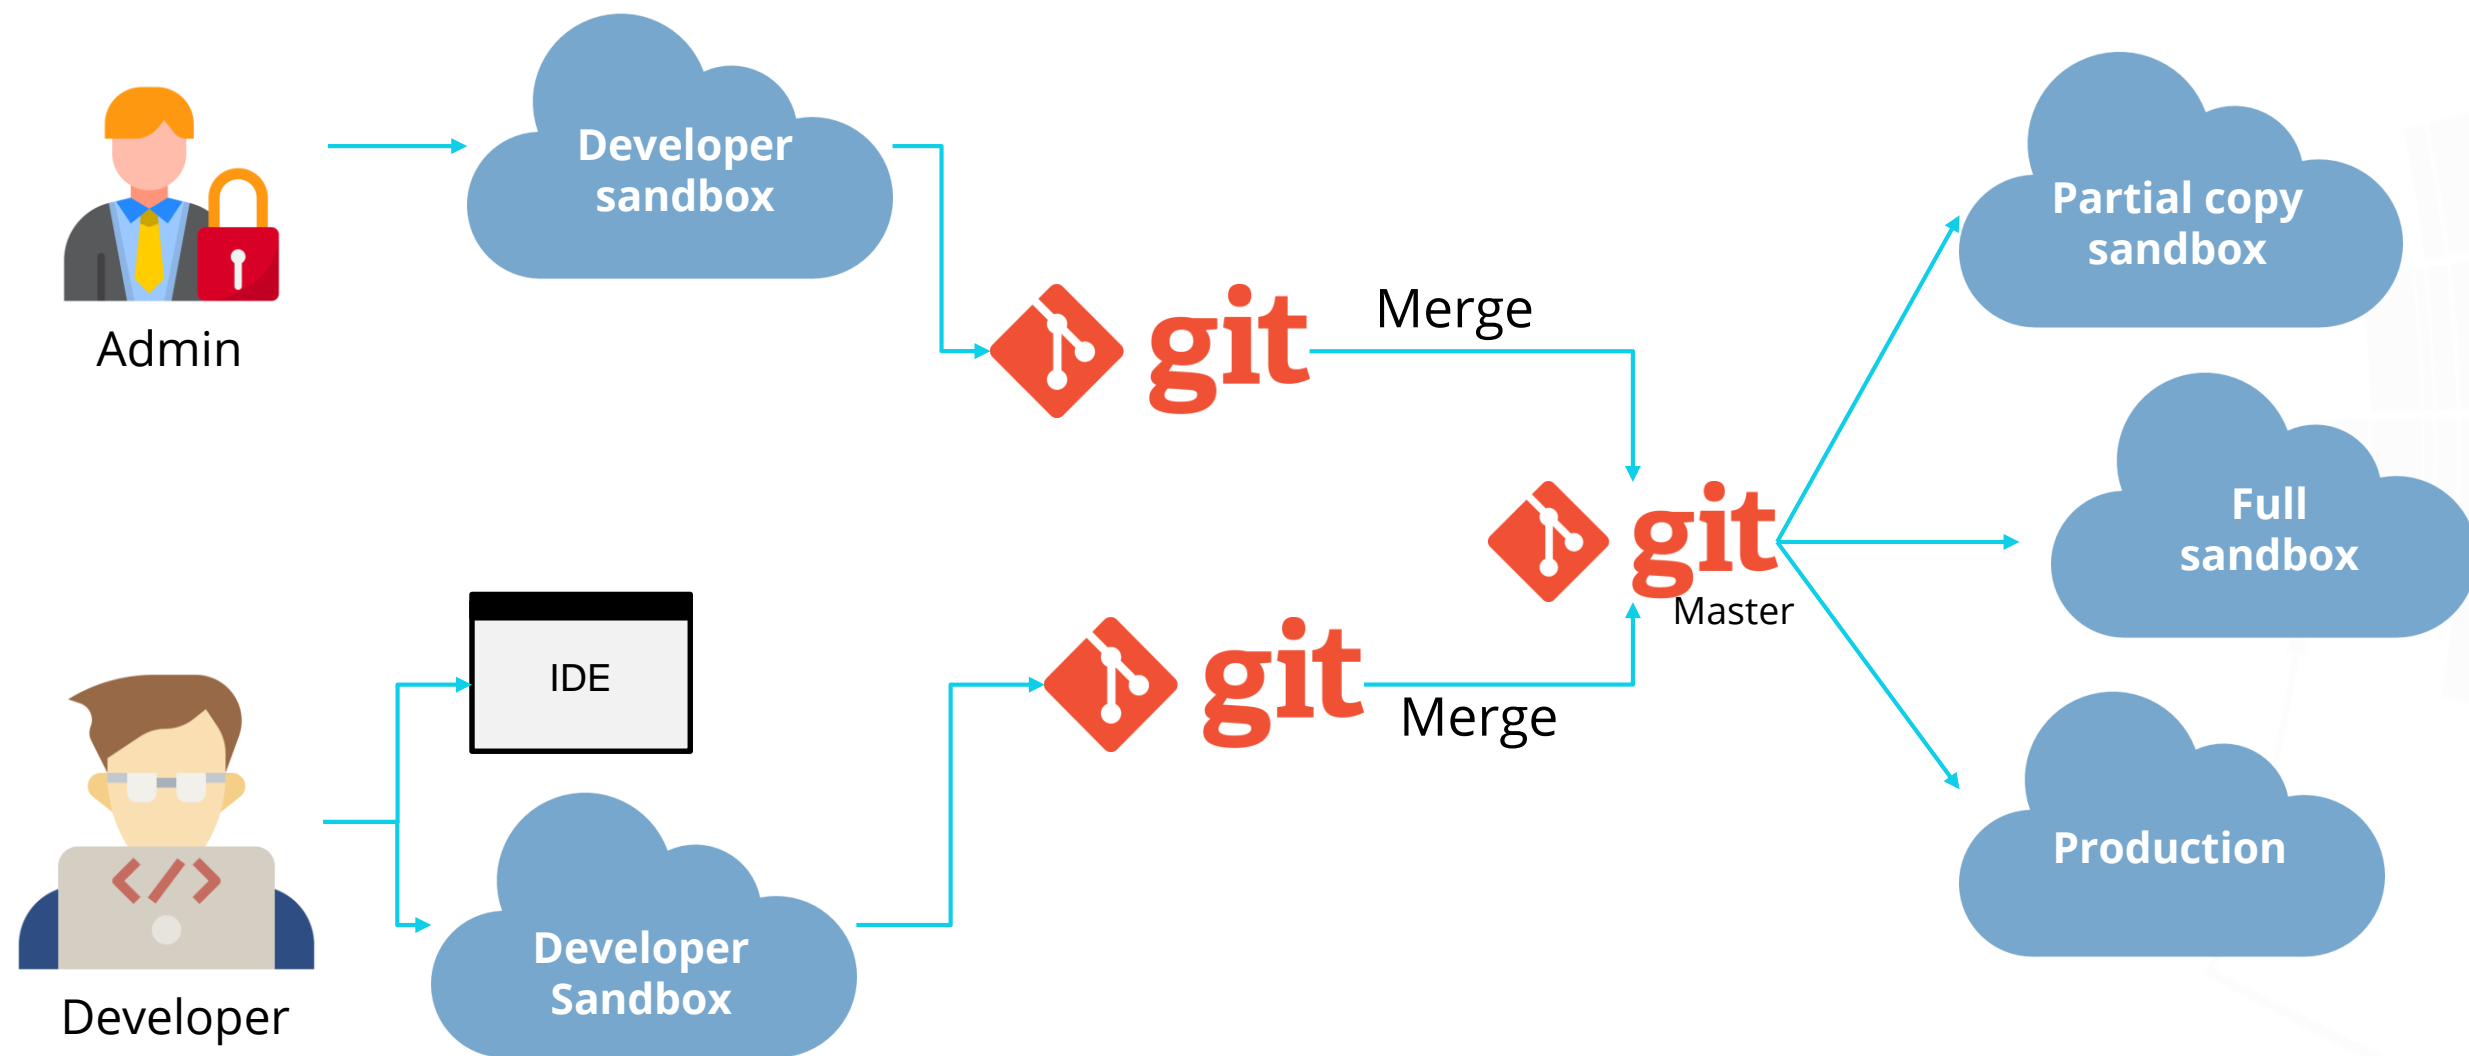 Developer
sandbox
Admin
git
Merge
Partial copy
sandbox
Full
sandbox
git
Master
IDE
git
Merge
Developer
Sandbox
Developer
Production